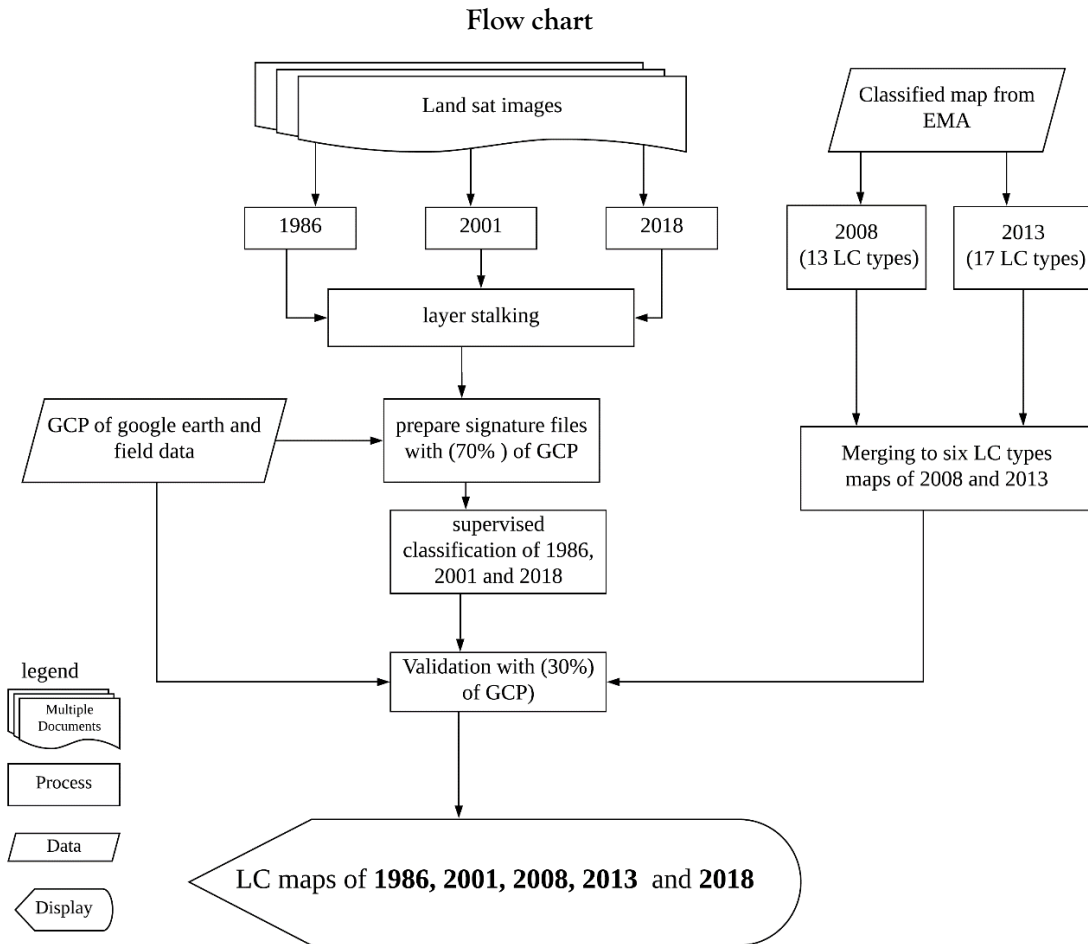 Flow chart
Land sat images
Classified map from
EMA
1986
2001
2018
2008
(13 LC types)
2013
(17 LC types)
layer stalking
GCP of google earth and
field data
prepare signature files
with (70% ) of GCP
Merging to six LC types
maps of 2008 and 2013
supervised
classification of 1986,
2001 and 2018
Validation with (30%)
of GCP)
legend
Multiple
Documents
Process
Data
Display
LC maps of 1986, 2001, 2008, 2013 and 2018